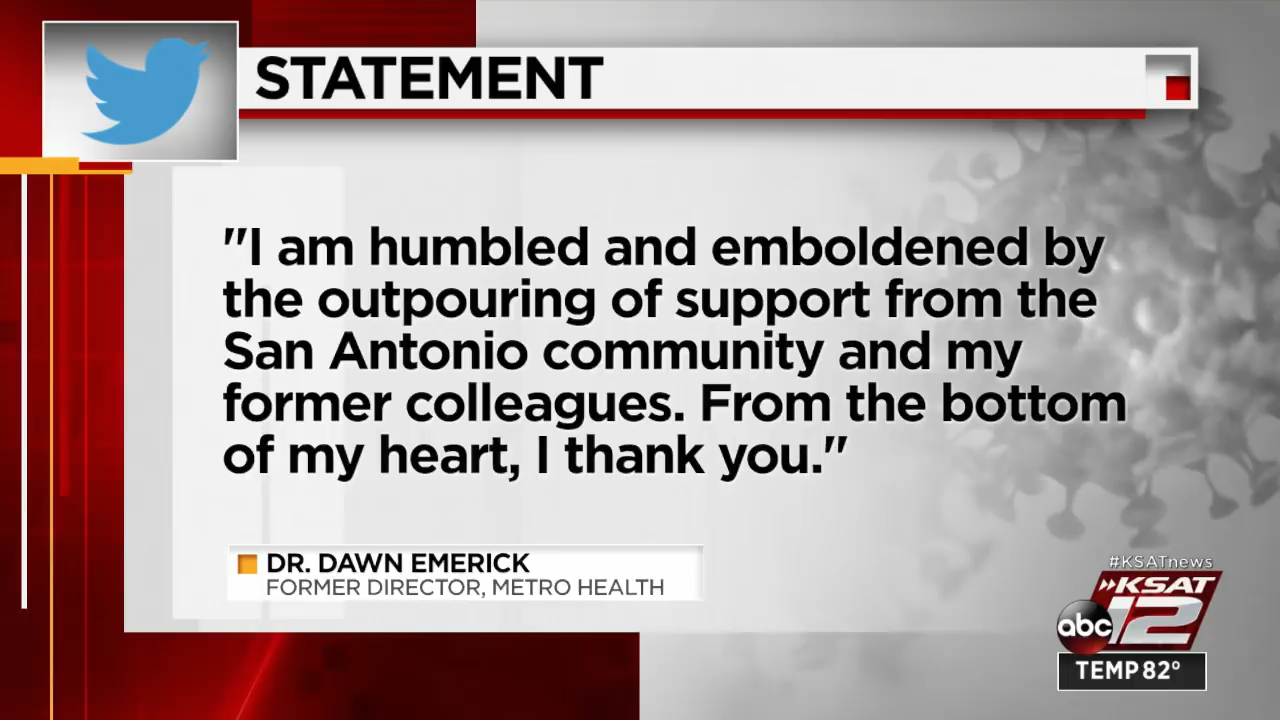 STATEMENT
"I am humbled and emboldened by
the outpouring of support from the
San Antonio community and my
former colleagues. From the bottom
of my heart, I thank you."
DR. DAWN EMERICK
FORMER DIRECTOR, METRO HEALTH
#KSATnews
KSAT
abc 12
TEMP 82°